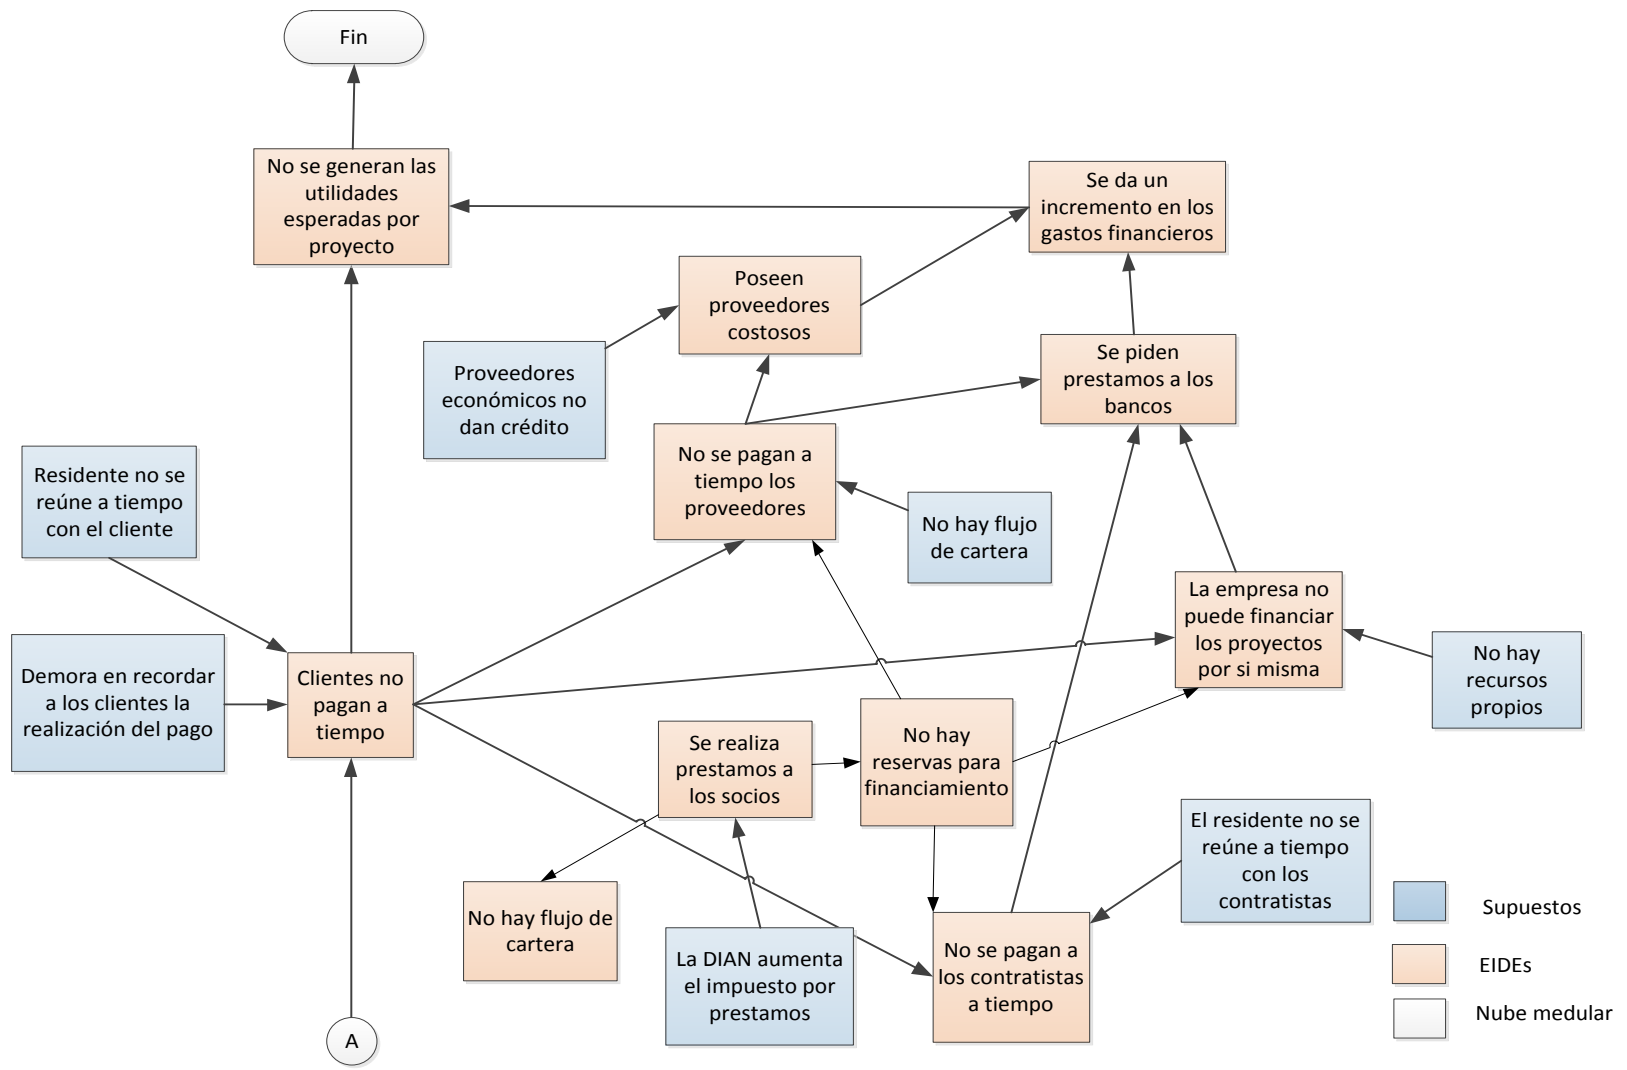 Fin
No se generan las
utilidades
esperadas por
proyecto
Se da un
incremento en los
gastos financieros
Poseen
proveedores
costosos
Proveedores
económicos no
dan crédito
Se piden
prestamos a los
bancos
No se pagan a
tiempo los
proveedores
Residente no se
reúne a tiempo
con el cliente
No hay flujo
de cartera
La empresa no
puede financiar
los proyectos
por si misma
Demora en recordar
a los clientes la
realización del pago
Clientes no
pagan a
tiempo
No hay
recursos
propios
Se realiza
prestamos a
los socios
No hay
reservas para
financiamiento
El residente no se
reúne a tiempo
con los
contratistas
No hay flujo de
cartera
La DIAN aumenta
el impuesto por
prestamos
No se pagan a
los contratistas
a tiempo
A
Supuestos
EIDEs
Nube medular